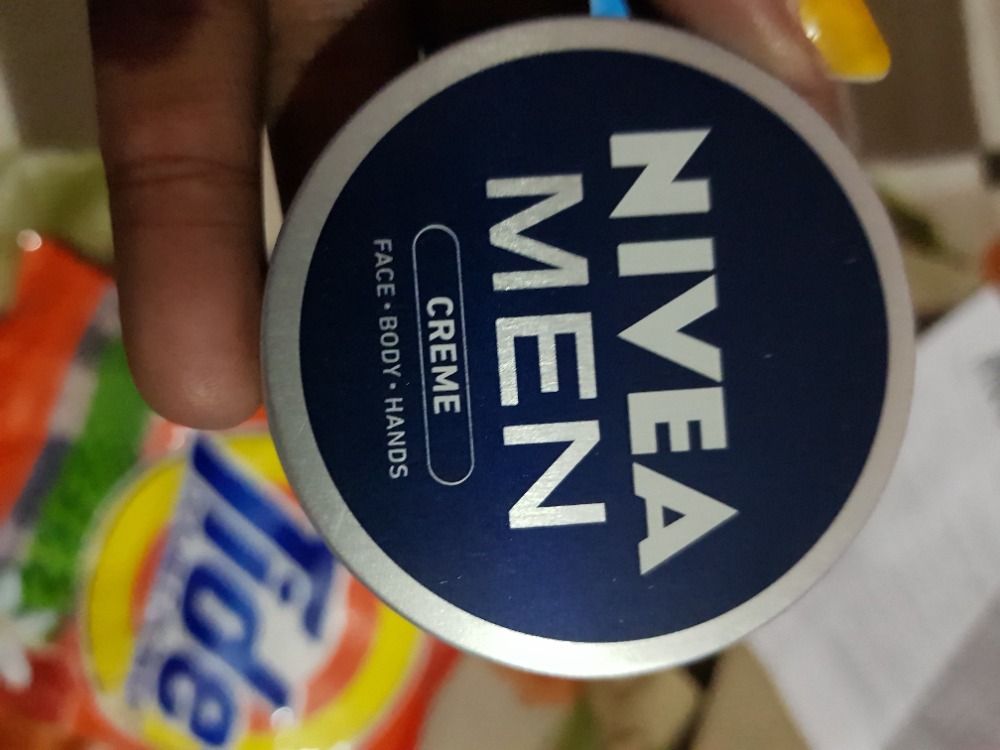 NIVEA
MEN
CREME
FACE • BODY • HANDS
Tide